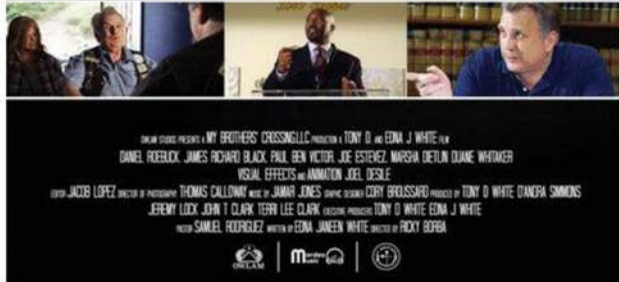 OWLAM STUDIOS PRESENTS A MY BROTHERS' CROSSING,LLC PRODUCTION A TONY D. AND EDNA J WHITE FILM
DANIEL ROEBUCK, JAMES RICHARD BLACK, PAUL BEN VICTOR, JOE ESTEVEZ, MARSHA DIETLIN DUANE WHITAKER
VISUAL EFFECTS AND ANIMATION JOEL DESILE
EDITOR JACOB LOPEZ DIRECTOR OF PHOTOGRAPHY THOMAS CALLOWAY MUSIC BY JAMAR JONES GRAPHIC DESIGNER CORY BROUSSARD PRODUCED BY TONY D WHITE D'ANDRA SIMMONS
JEREMY LOCK JOHN T CLARK TERRI LEE CLARK EXECUTIVE PRODUCERS TONY D WHITE EDNA J WHITE
PASTOR SAMUEL RODRIGUEZ WRITTEN BY EDNA JANEEN WHITE DIRECTED BY RICKY BORBA
OWLAM